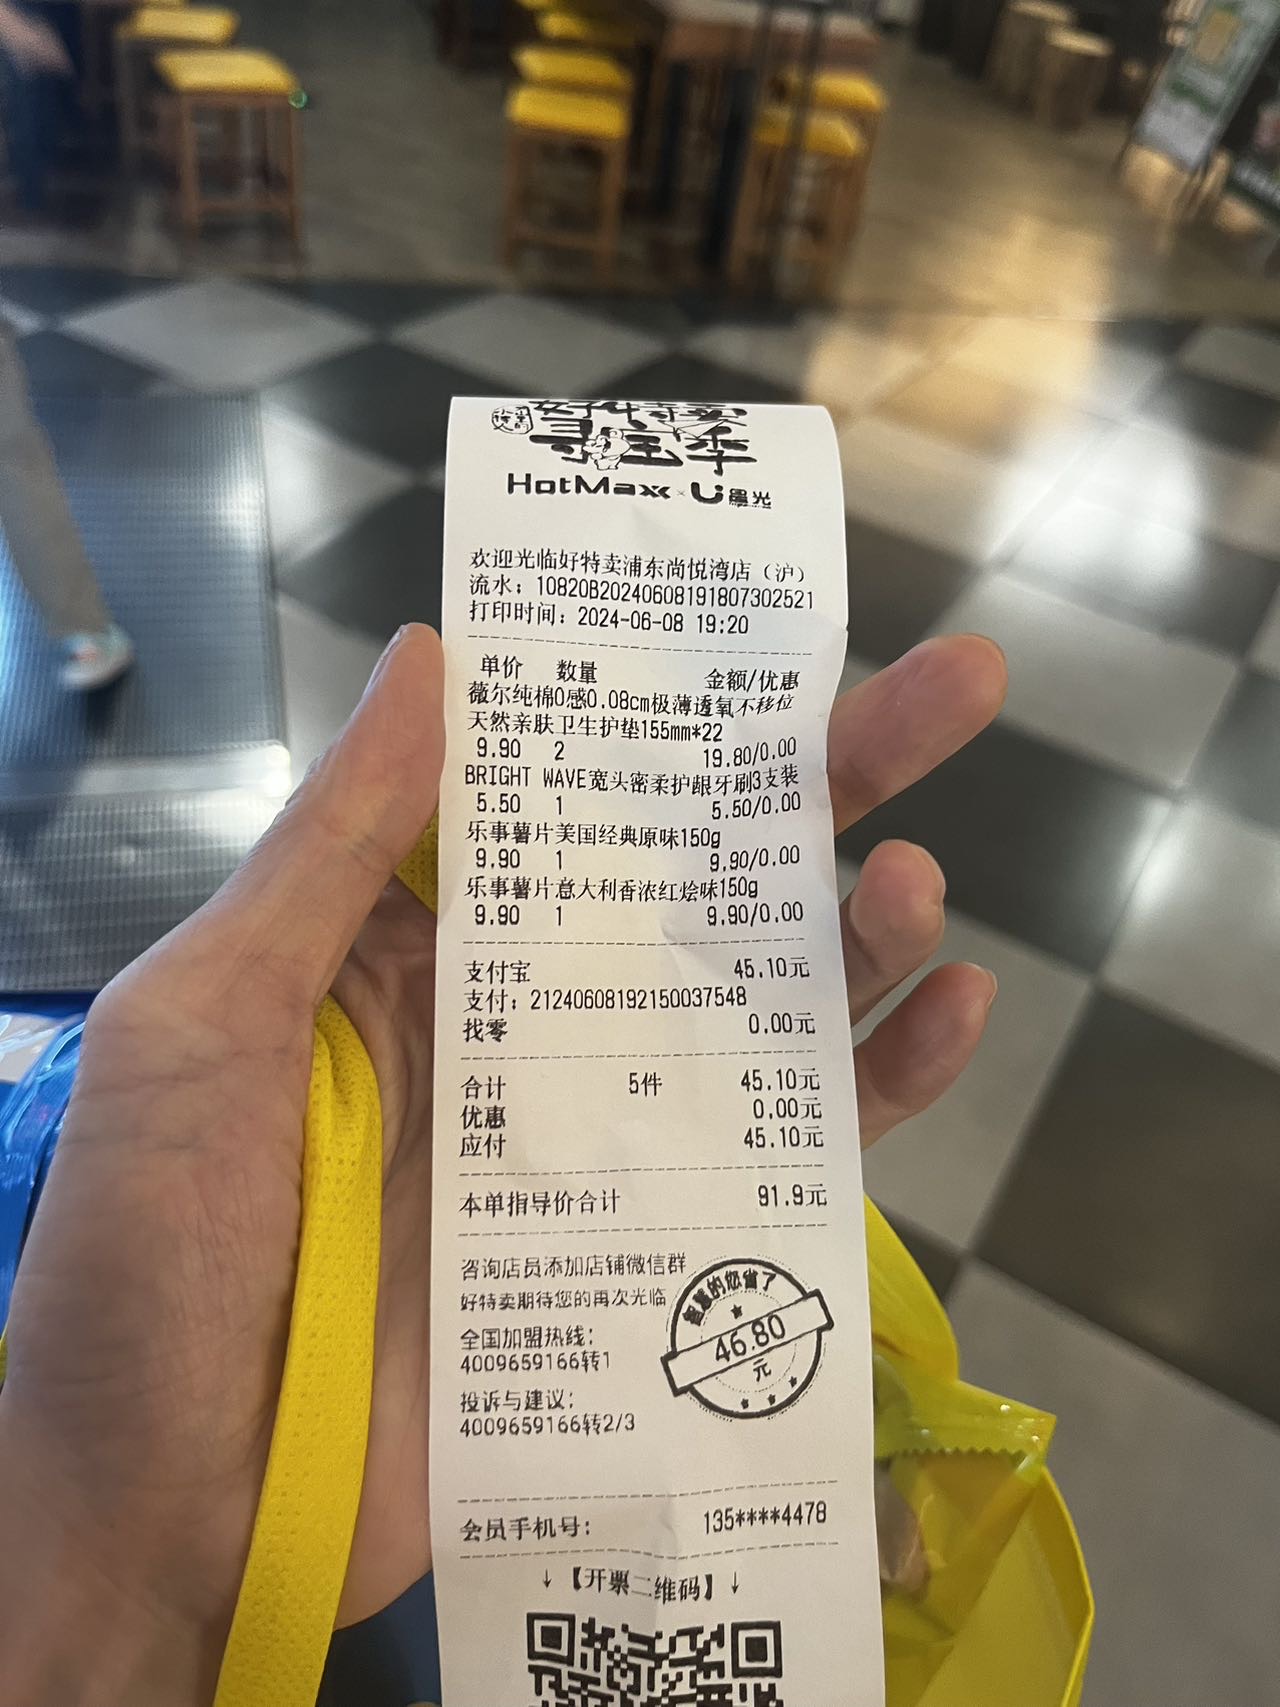 好特卖
寻宝季
HotMaxx × U 晨光
欢迎光临好特卖浦东尚悦湾店（沪）
流水：10820B20240608191807302521
打印时间：2024-06-08 19:20
单价 数量 金额/优惠
薇尔纯棉0感0.08cm极薄透氧不移位
天然亲肤卫生护垫155mm*22
9.90 2 19.80/0.00
BRIGHT WAVE宽头密柔护龈牙刷3支装
5.50 1 5.50/0.00
乐事薯片美国经典原味150g
9.90 1 9.90/0.00
乐事薯片意大利香浓红烩味150g
9.90 1 9.90/0.00
支付宝 45.10元
支付：21240608192150037548
找零 0.00元
合计 5件 45.10元
优惠 0.00元
应付 45.10元
本单指导价合计 91.9元
咨询店员添加店铺微信群
好特卖期待您的再次光临
全国加盟热线：
4009659166转1
投诉与建议：
4009659166转2/3
智慧的您省了
46.80
元
会员手机号： 135****4478
↓【开票二维码】↓